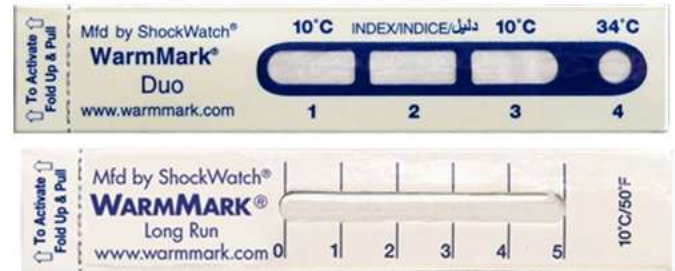 ⇧ To Activate ⇧
Fold Up & Pull
Mfd by ShockWatch®
WarmMark®
Duo
www.warmmark.com
10°C INDEX/INDICE/دليل 10°C 34°C
1 2 3 4
⇧ To Activate ⇧
Fold Up & Pull
Mfd by ShockWatch®
WARMMARK®
Long Run
www.warmmark.com
0 1 2 3 4 5
10°C/50°F